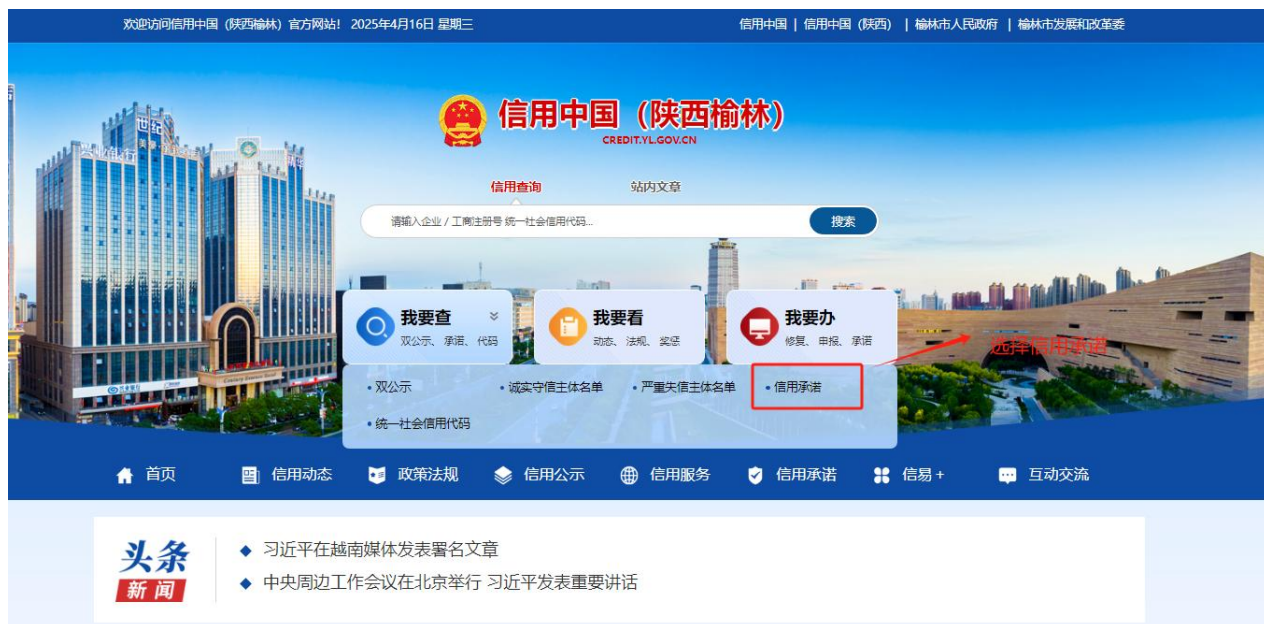 欢迎访问信用中国（陕西榆林）官方网站！ 2025年4月16日 星期三
信用中国 | 信用中国（陕西） | 榆林市人民政府 | 榆林市发展和改革委
信用中国（陕西榆林）
CREDIT.YL.GOV.CN
信用查询 站内文章
请输入企业 / 工商注册号 统一社会信用代码...
搜索
世纪
我要查
双公示、承诺、代码
我要看
动态、法规、奖惩
我要办
修复、申报、承诺
选择信用承诺
• 双公示 • 诚实守信主体名单 • 严重失信主体名单 • 信用承诺
• 统一社会信用代码
首页 信用动态 政策法规 信用公示 信用服务 信用承诺 信易 + 互动交流
头条
新闻
◆ 习近平在越南媒体发表署名文章
◆ 中央周边工作会议在北京举行 习近平发表重要讲话